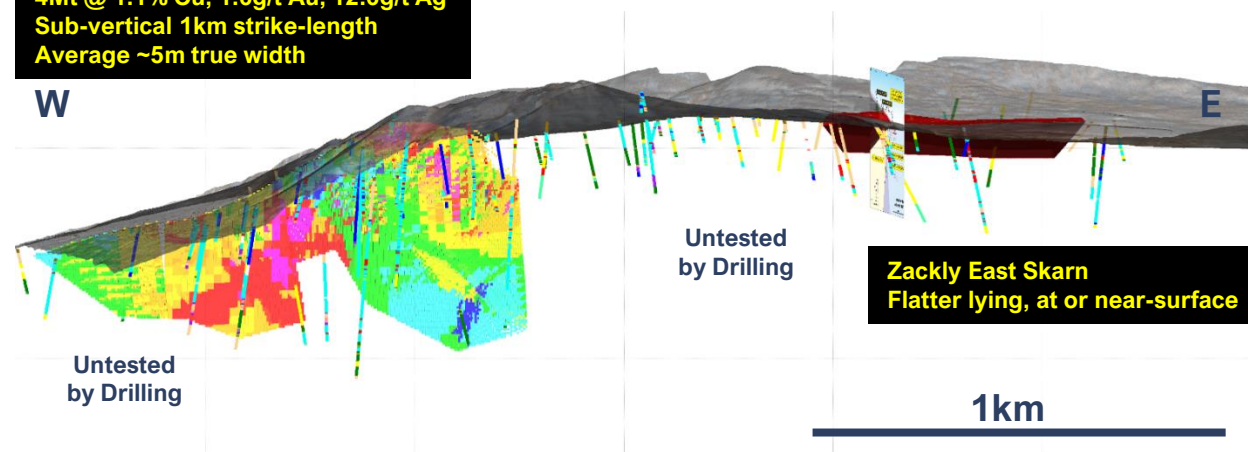 Sub-vertical 1km strike-length
Average ~5m true width
W
E
Untested
by Drilling
Zackly East Skarn
Flatter lying, at or near-surface
Untested
by Drilling
1km